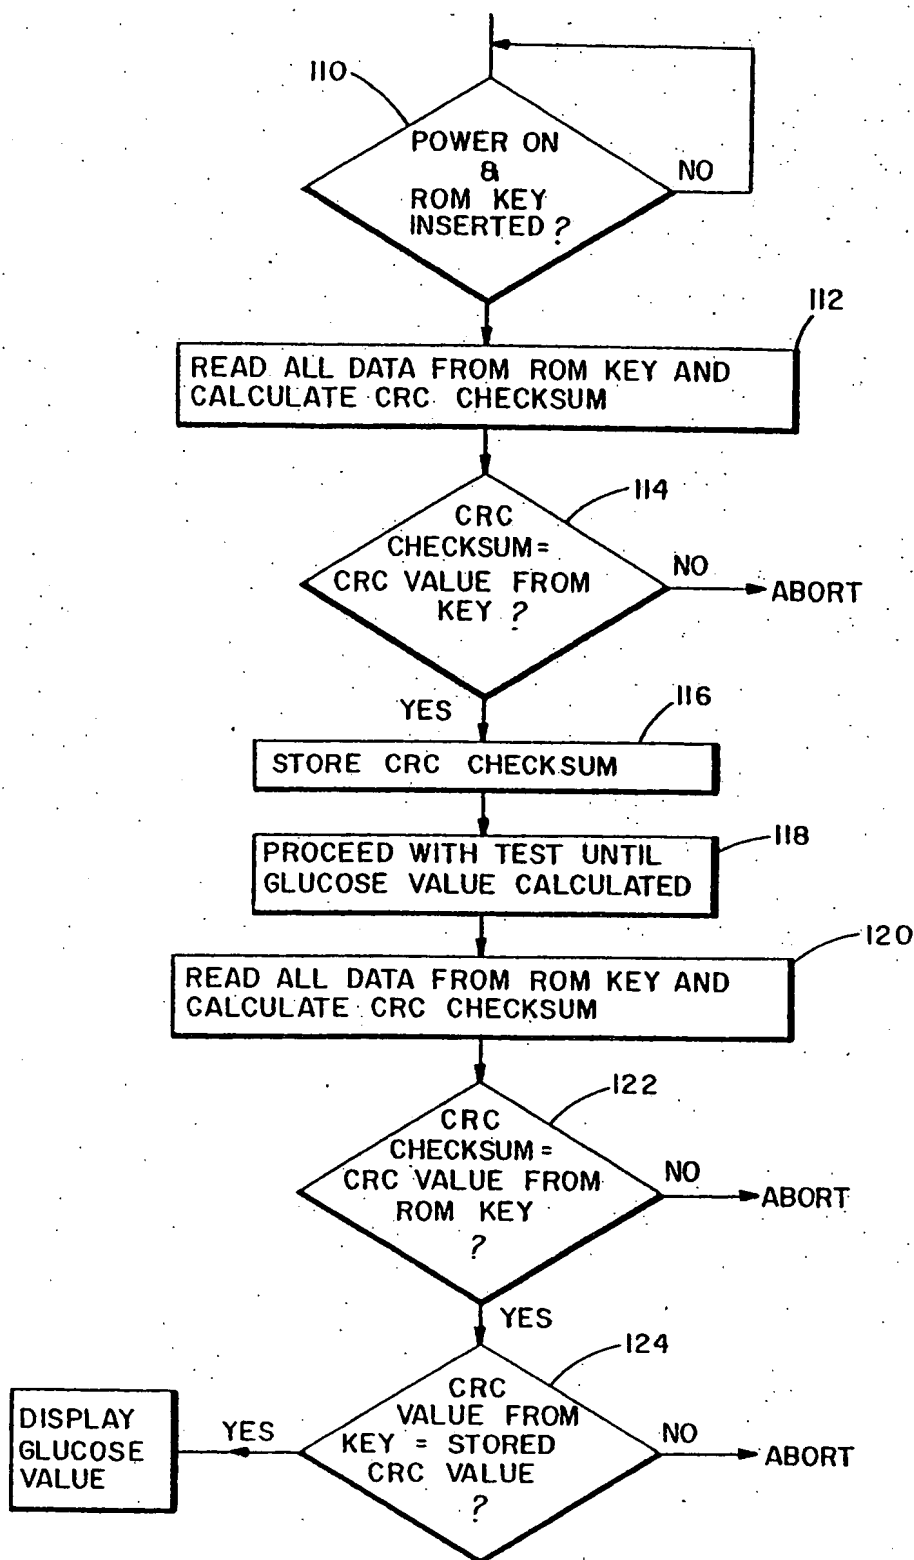 110
POWER ON
&
ROM KEY
INSERTED?
NO
112
READ ALL DATA FROM ROM KEY AND
CALCULATE CRC CHECKSUM
114
CRC
CHECKSUM=
CRC VALUE FROM
KEY?
NO
ABORT
YES
116
STORE CRC CHECKSUM
118
PROCEED WITH TEST UNTIL
GLUCOSE VALUE CALCULATED
120
READ ALL DATA FROM ROM KEY AND
CALCULATE CRC CHECKSUM
122
CRC
CHECKSUM=
CRC VALUE FROM
ROM KEY
?
NO
ABORT
YES
124
CRC
VALUE FROM
KEY = STORED
CRC VALUE
?
NO
ABORT
YES
DISPLAY
GLUCOSE
VALUE